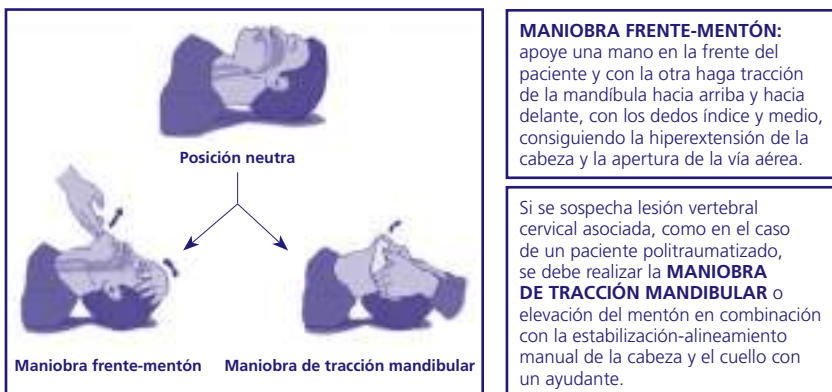 Posición neutra
Maniobra frente-mentón
Maniobra de tracción mandibular
MANIOBRA FRENTE-MENTÓN:
apoye una mano en la frente del
paciente y con la otra haga tracción
de la mandíbula hacia arriba y hacia
delante, con los dedos índice y medio,
consiguiendo la hiperextensión de la
cabeza y la apertura de la vía aérea.
Si se sospecha lesión vertebral
cervical asociada, como en el caso
de un paciente politraumatizado,
se debe realizar la MANIOBRA
DE TRACCIÓN MANDIBULAR o
elevación del mentón en combinación
con la estabilización-alineamiento
manual de la cabeza y el cuello con
un ayudante.